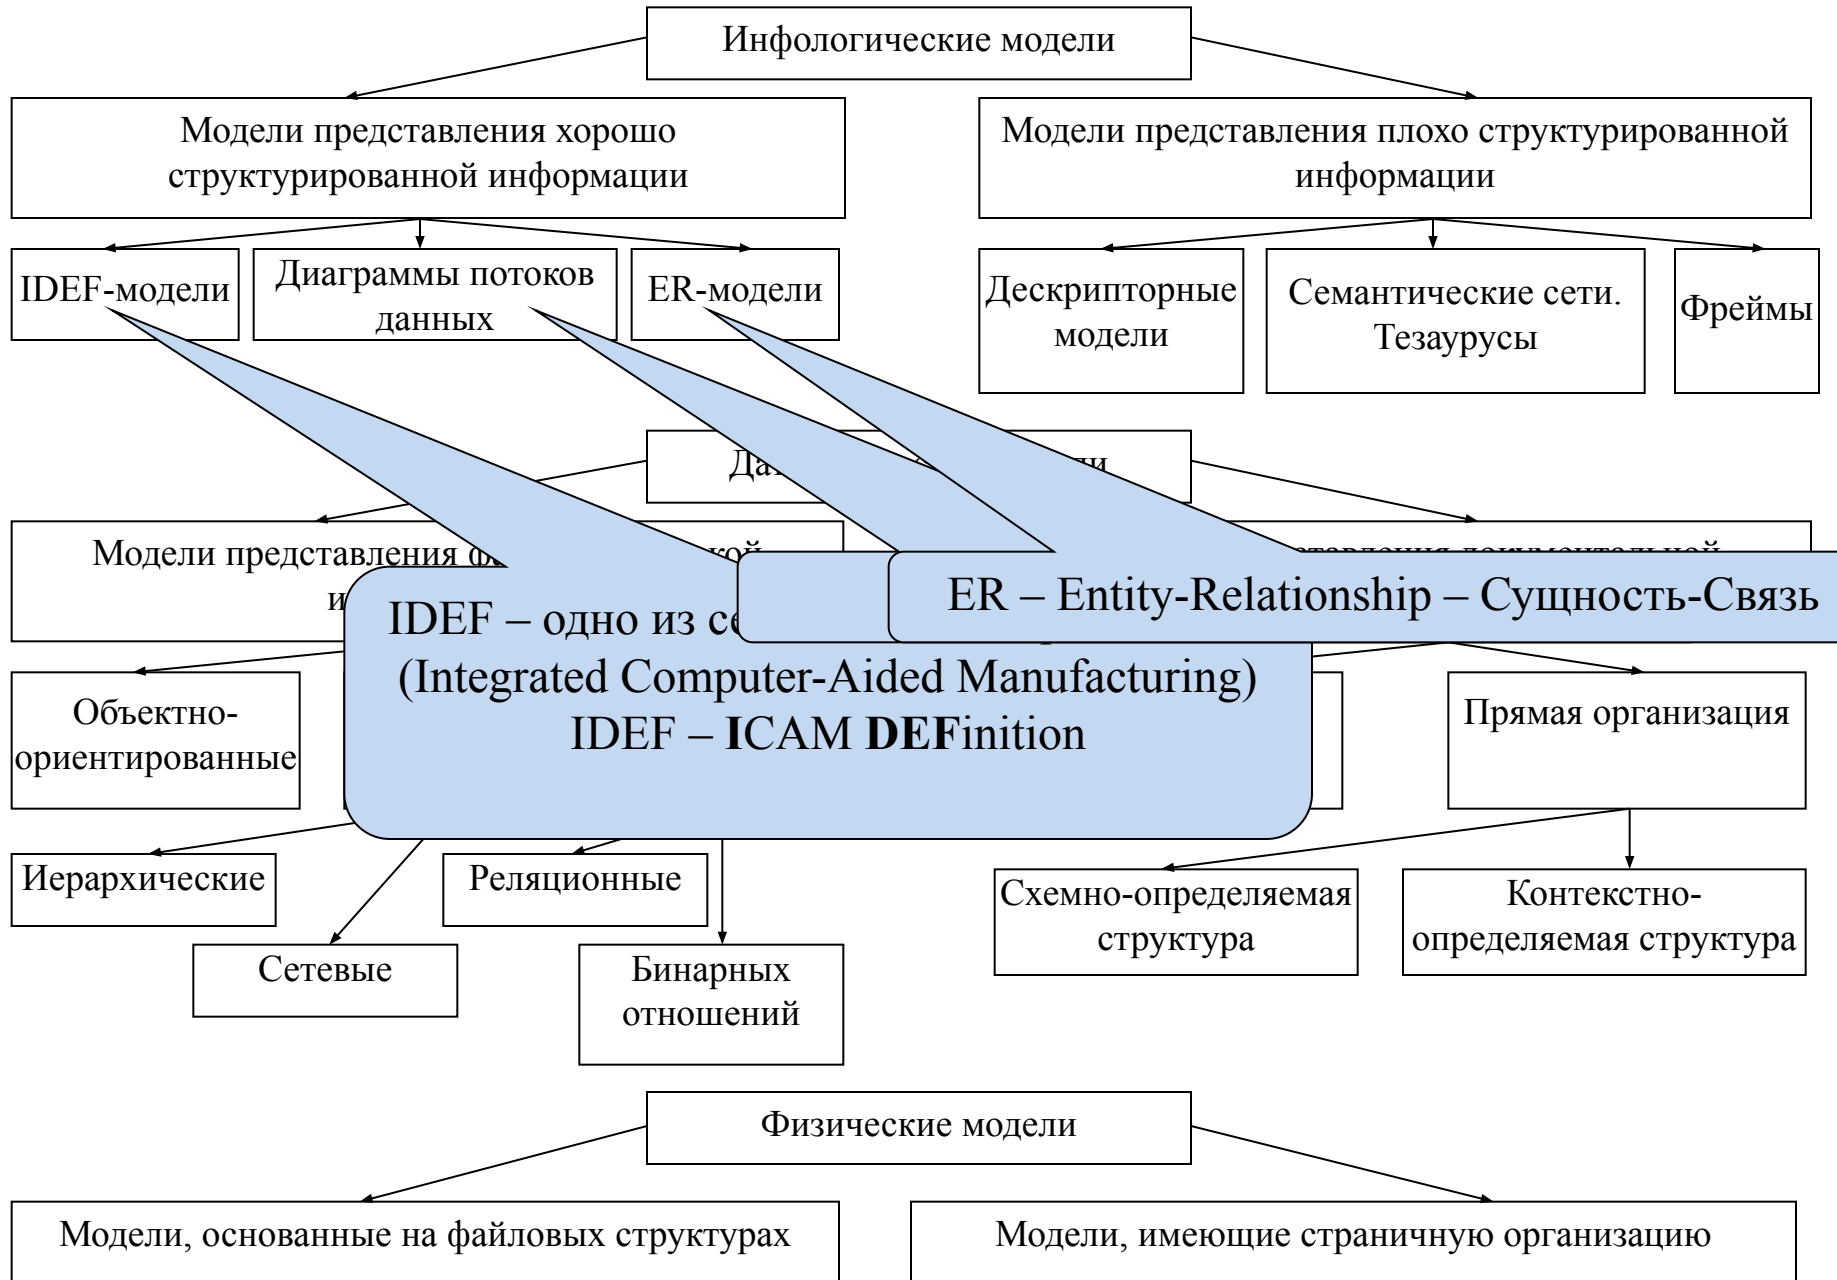 Инфологические модели
Модели представления хорошо
структурированной информации
Модели представления плохо структурированной
информации
IDEF-модели
Диаграммы потоков
данных
ER-модели
Дескрипторные
модели
Семантические сети.
Тезаурусы
Фреймы
Модели представления
ER – Entity-Relationship – Сущность-Связь
IDEF – одно из
(Integrated Computer-Aided Manufacturing)
IDEF – ICAM DEFinition
Объектно-
ориентированные
Прямая организация
Иерархические
Реляционные
Сетевые
Бинарных
отношений
Схемно-определяемая
структура
Контекстно-
определяемая структура
Физические модели
Модели, основанные на файловых структурах
Модели, имеющие страничную организацию